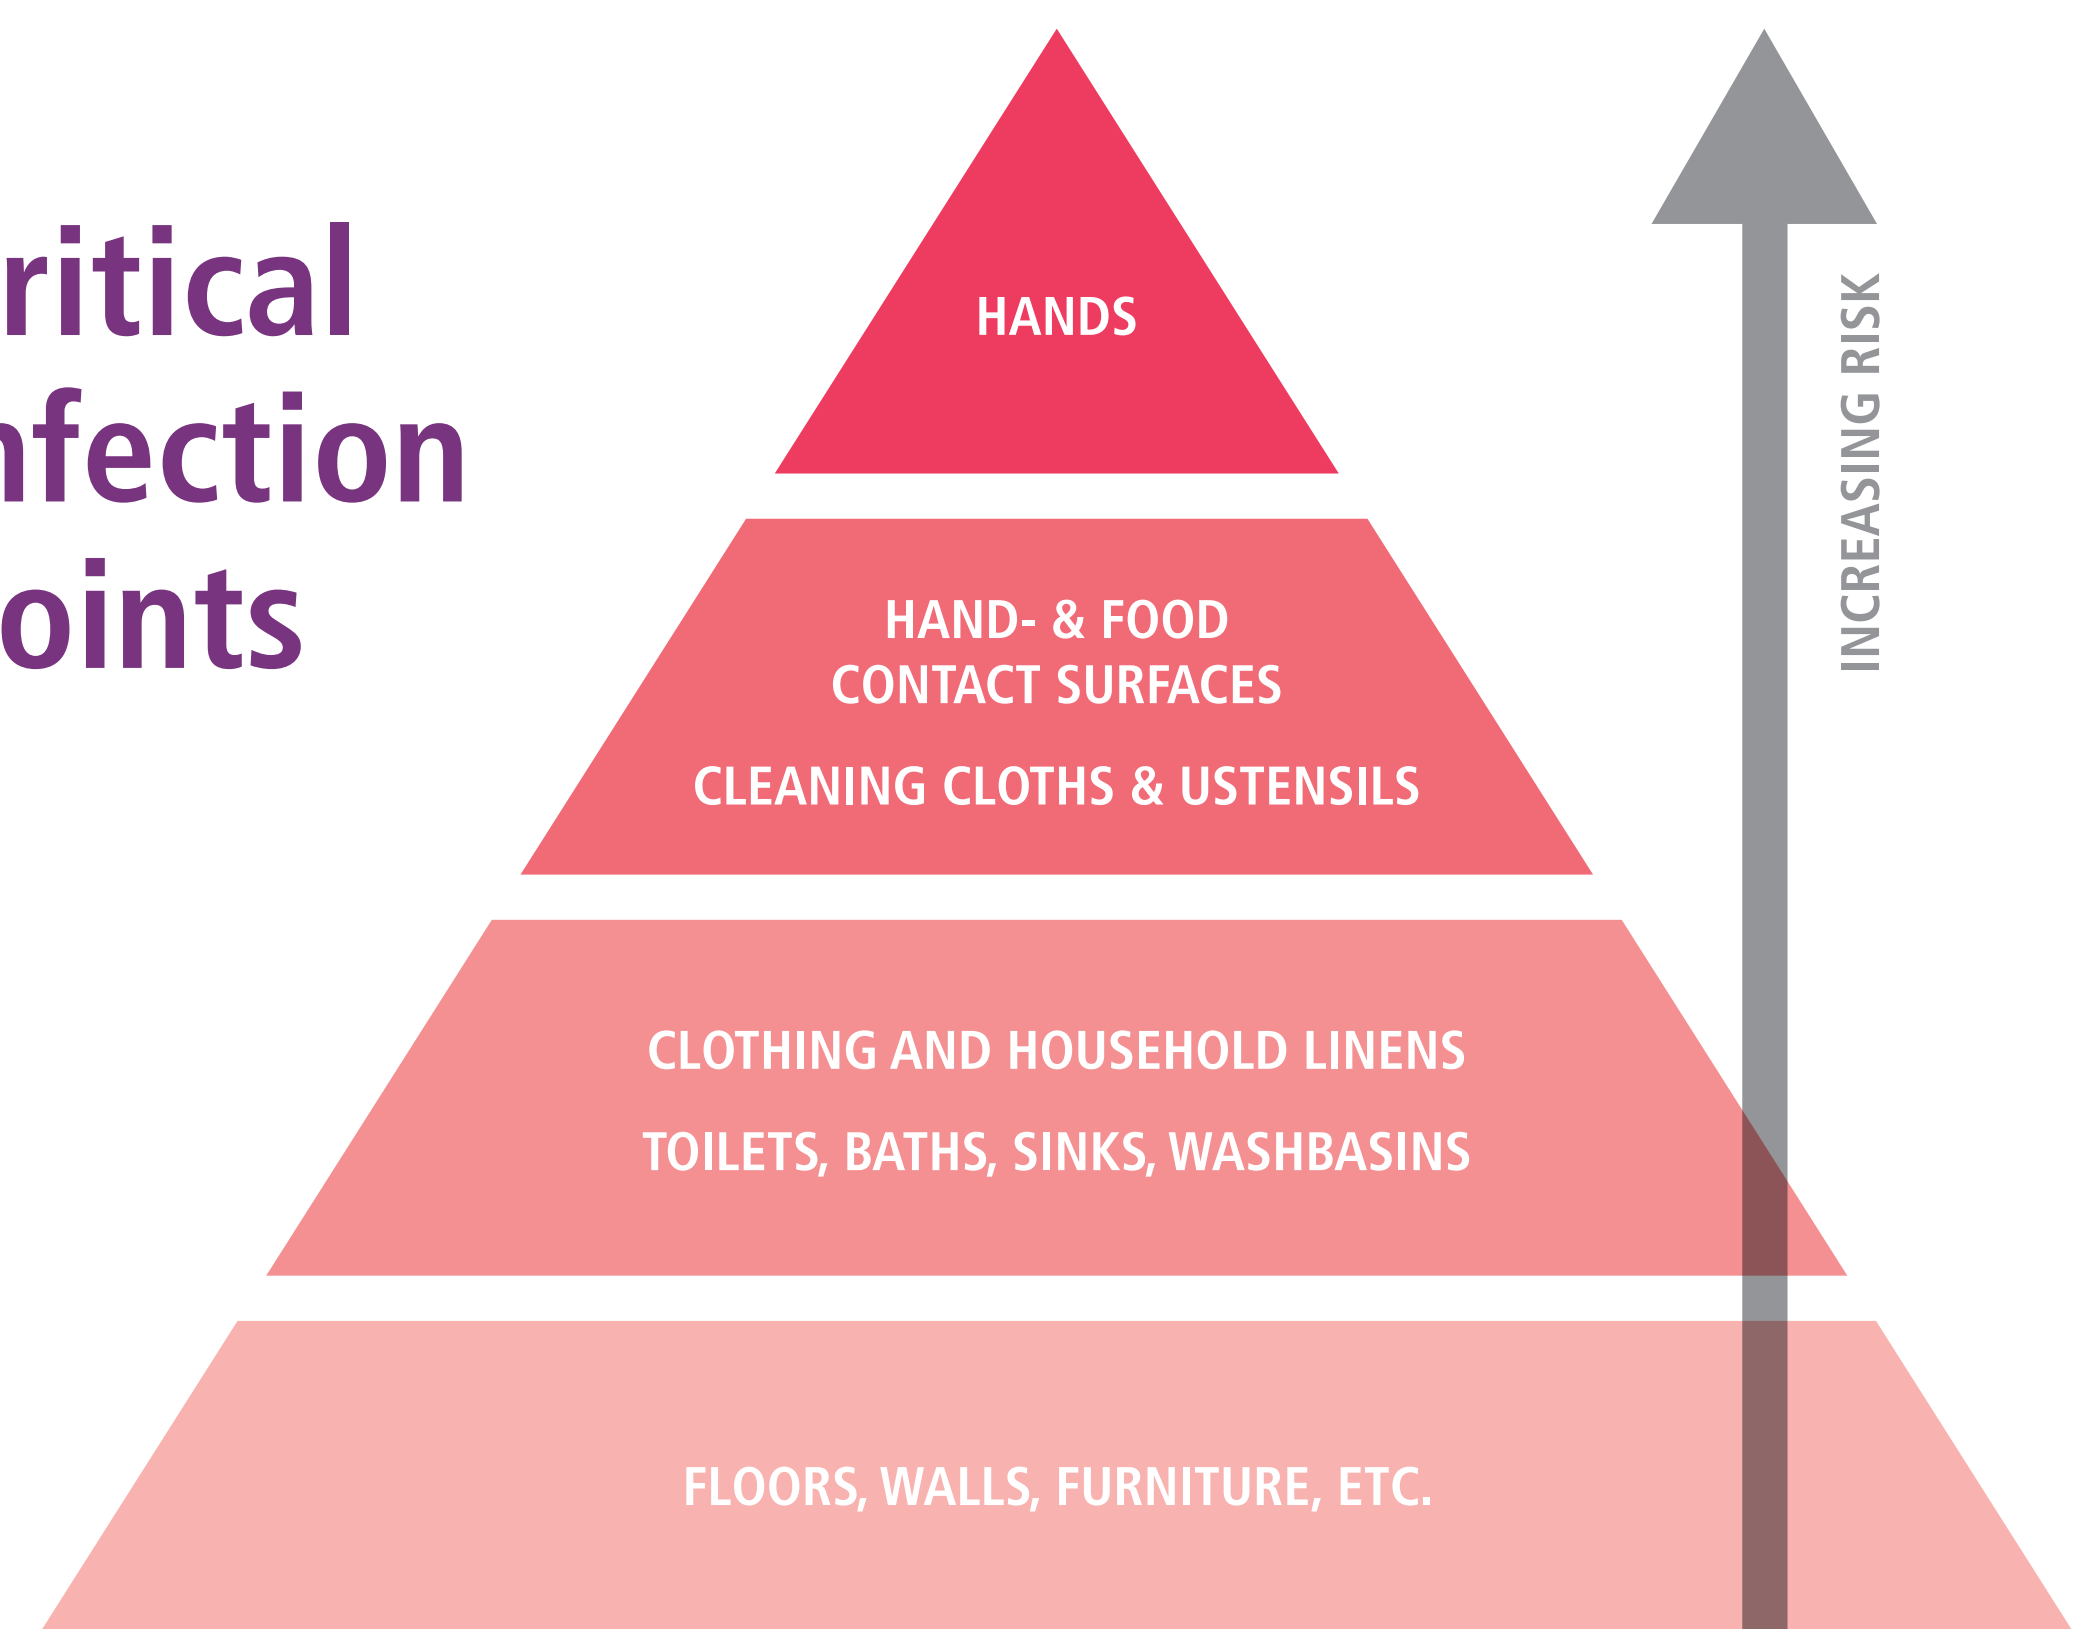 ritical
nfection
oints
HANDS
HAND- & FOOD
CONTACT SURFACES
CLEANING CLOTHS & USTENSILS
CLOTHING AND HOUSEHOLD LINENS
TOILETS, BATHS, SINKS, WASHBASINS
FLOORS, WALLS, FURNITURE, ETC.
INCREASING RISK